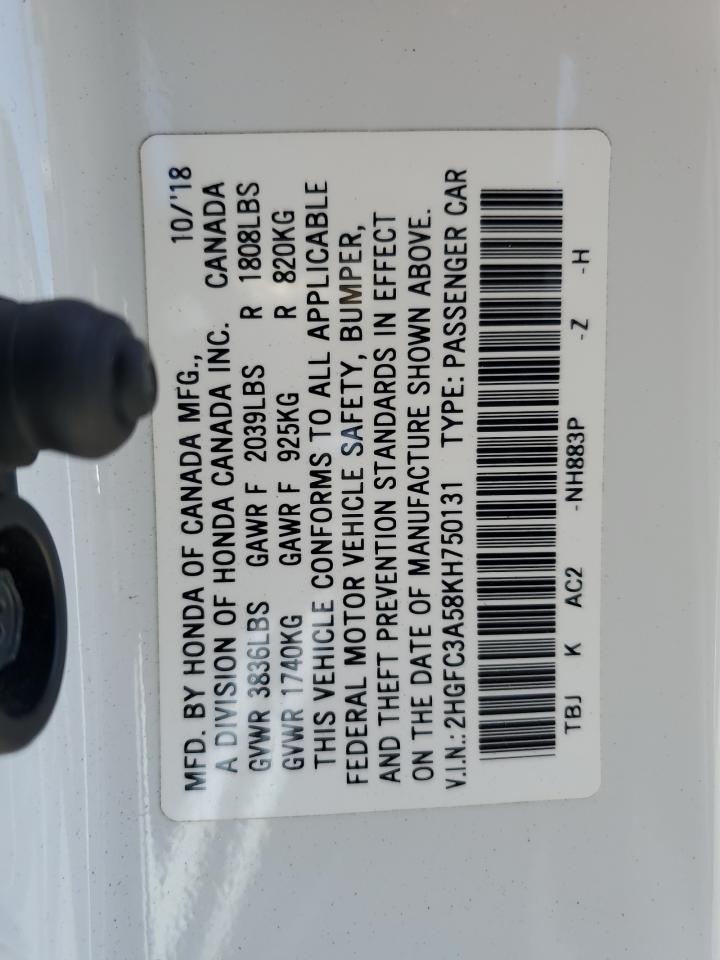 MFD. BY HONDA OF CANADA MFG., 10/'18
A DIVISION OF HONDA CANADA INC. CANADA
GVWR 3836LBS GAWR F 2039LBS R 1808LBS
GVWR 1740KG GAWR F 925KG R 820KG
THIS VEHICLE CONFORMS TO ALL APPLICABLE
FEDERAL MOTOR VEHICLE SAFETY, BUMPER,
AND THEFT PREVENTION STANDARDS IN EFFECT
ON THE DATE OF MANUFACTURE SHOWN ABOVE.
V.I.N.: 2HGFC3A58KH750131 TYPE: PASSENGER CAR
TBJ K AC2 -NH883P -Z -H